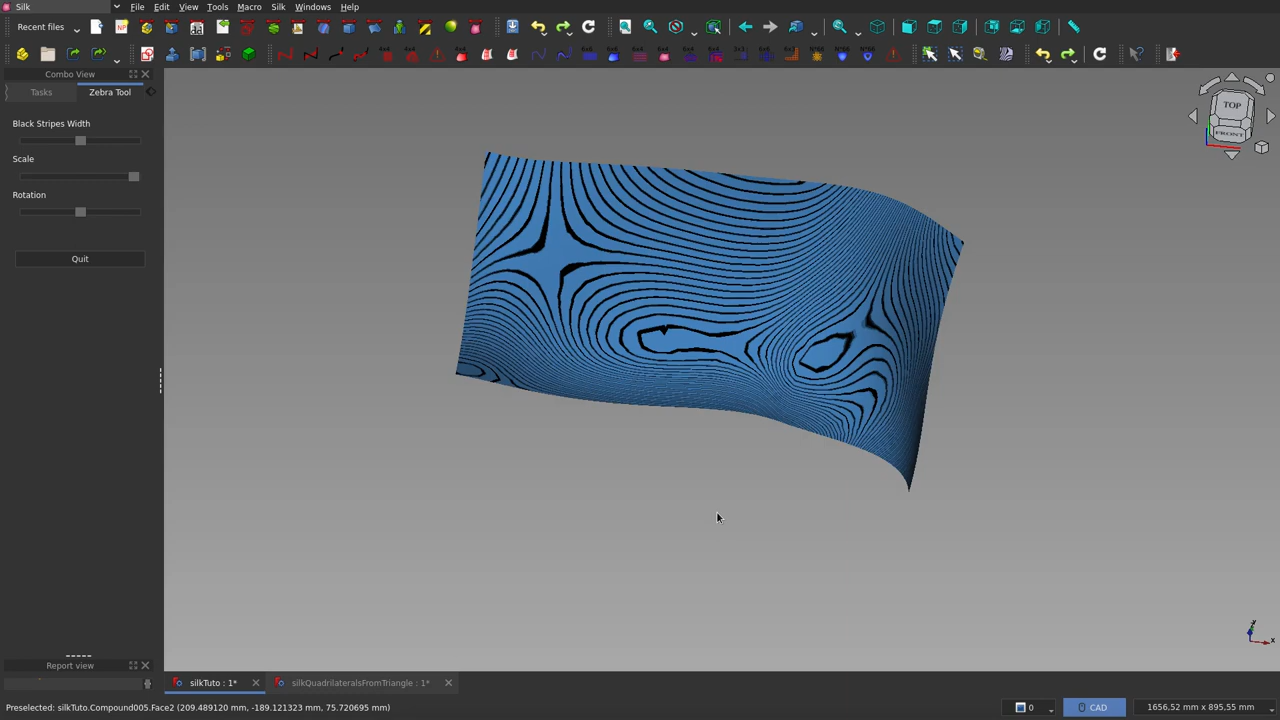 Silk File Edit View Tools Macro Silk Windows Help
Recent files
Combo View
Tasks Zebra Tool
Black Stripes Width
Scale
Rotation
Quit
TOP
FRONT
Report view
silkTuto : 1* silkQuadrilateralsFromTriangle : 1*
Preselected: silkTuto.Compound005.Face2 (209.489120 mm, -189.121323 mm, 75.720695 mm) 0 CAD 1656,52 mm x 895,55 mm